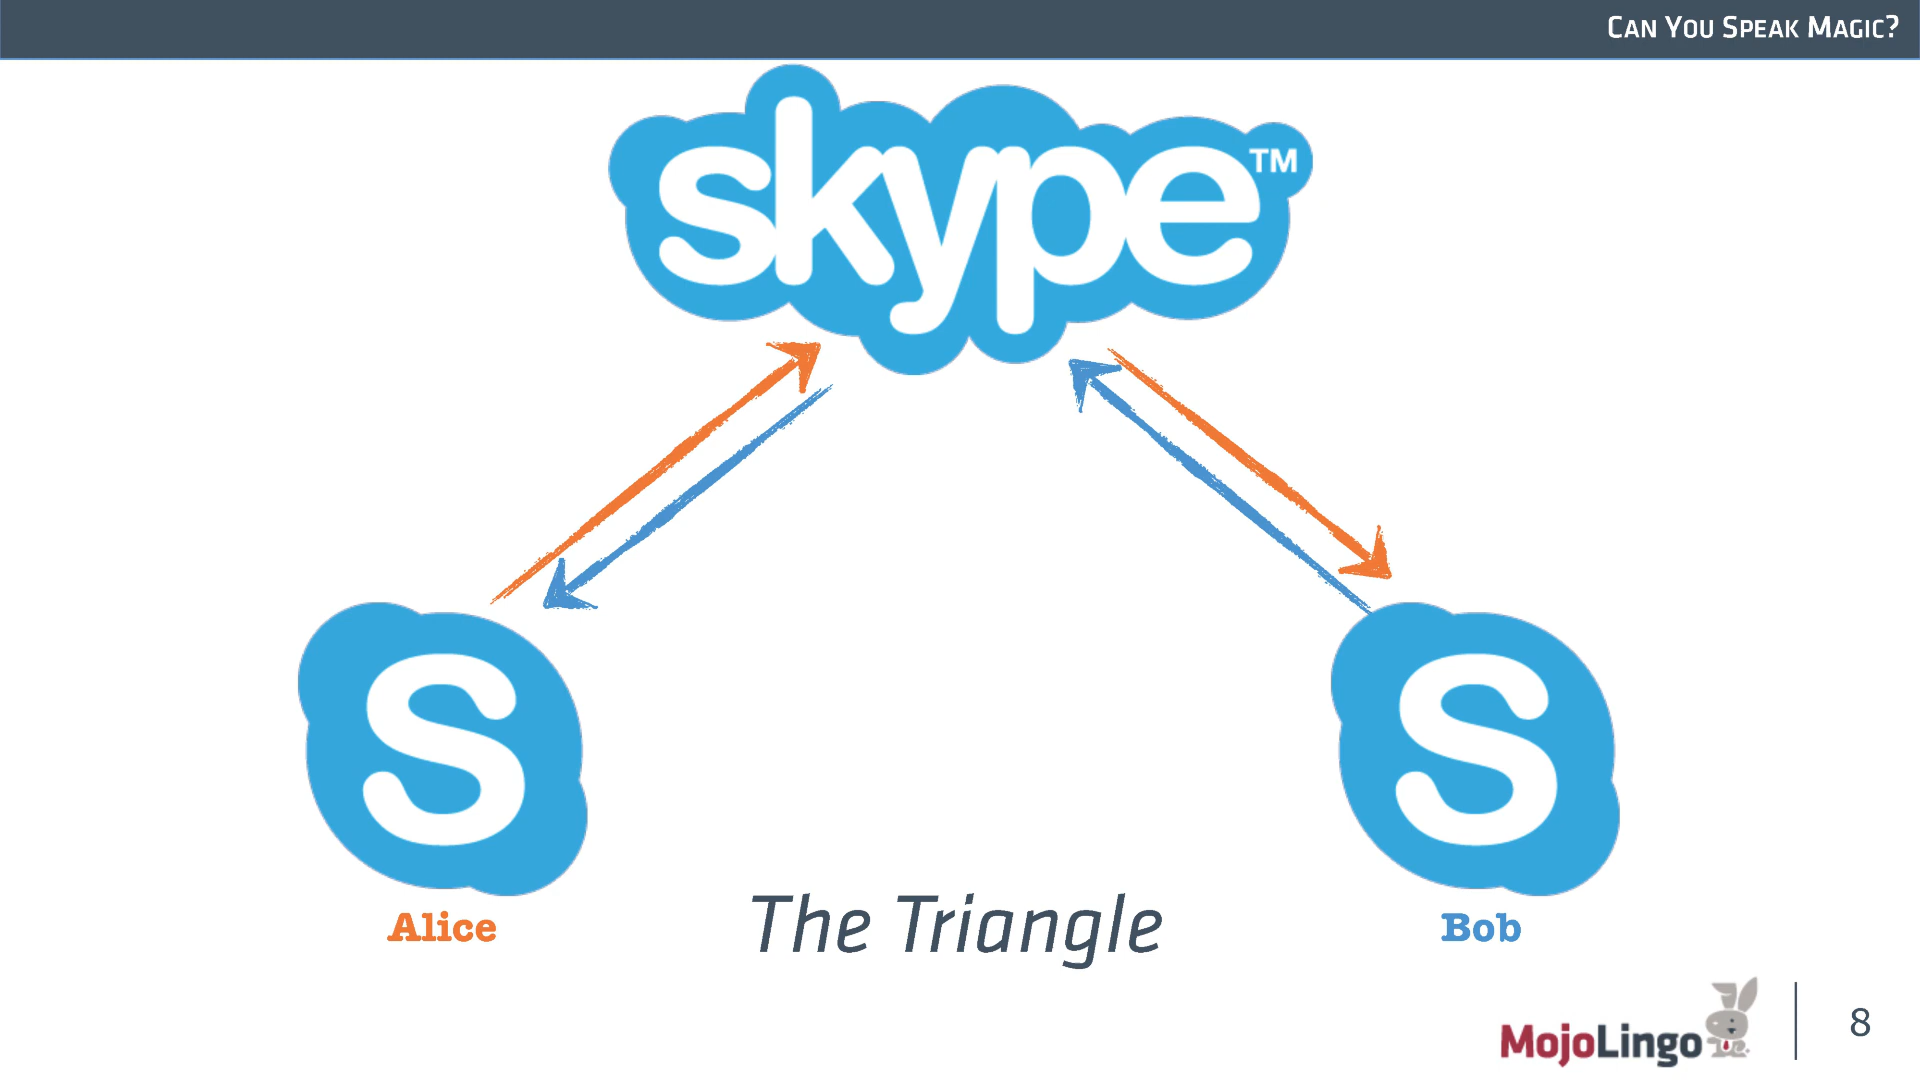 CAN YOU SPEAK MAGIC?
skype™
S
S
Alice
The Triangle
Bob
MojoLingo
8